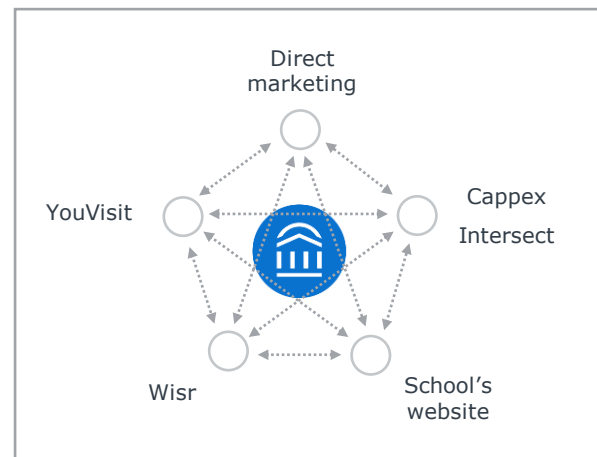 Direct
marketing
YouVisit
Cappex
Intersect
Wisr
School’s
website